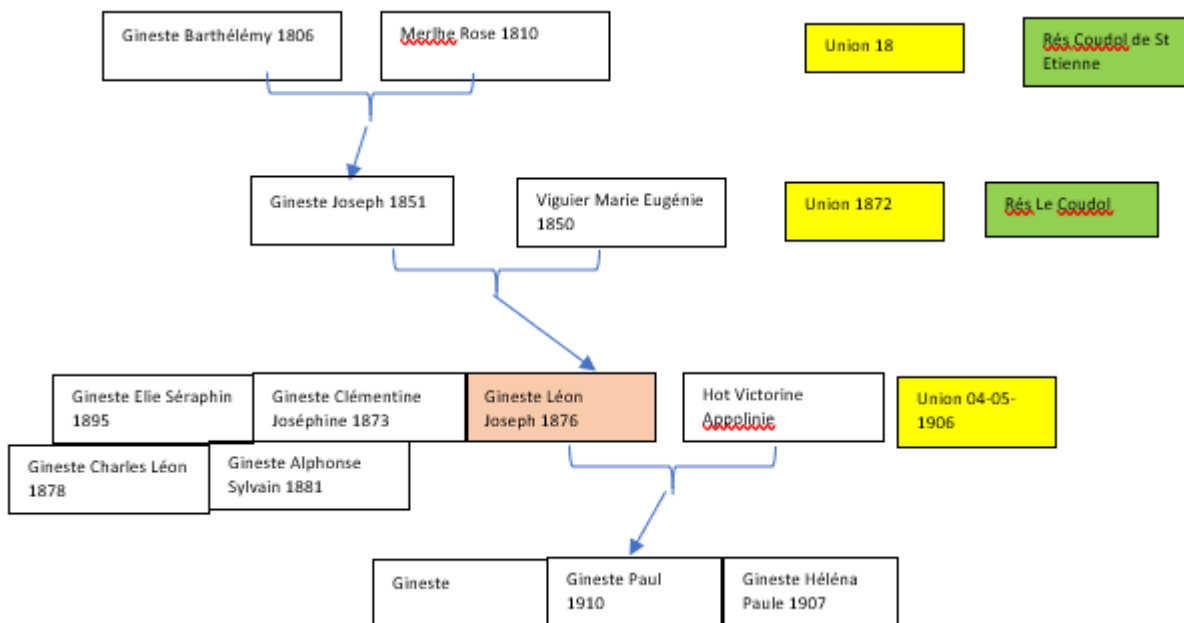 Gineste Barthélémy 1806
Merlhe Rose 1810
Union 18
Rés Coudol de St
Etienne
Gineste Joseph 1851
Viguier Marie Eugénie
1850
Union 1872
Rés Le Coudol
Gineste Elie Séraphin
1895
Gineste Clémentine
Joséphine 1873
Gineste Léon
Joseph 1876
Hot Victorine
Appolinie
Union 04-05-
1906
Gineste Charles Léon
1878
Gineste Alphonse
Sylvain 1881
Gineste
Gineste Paul
1910
Gineste Héléna
Paule 1907